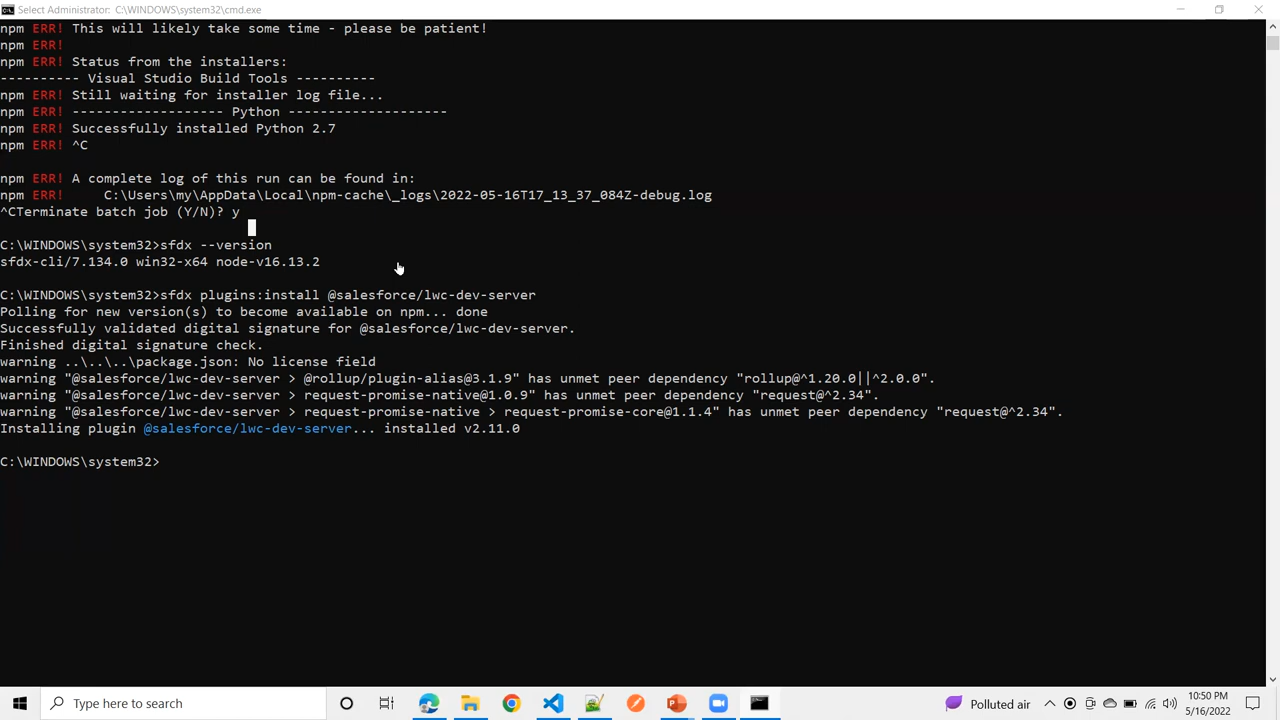 Select Administrator: C:\WINDOWS\system32\cmd.exe
npm ERR! This will likely take some time - please be patient!
npm ERR!
npm ERR! Status from the installers:
---------- Visual Studio Build Tools ----------
npm ERR! Still waiting for installer log file...
npm ERR! ------------------- Python --------------------
npm ERR! Successfully installed Python 2.7
npm ERR! ^C
npm ERR! A complete log of this run can be found in:
npm ERR!     C:\Users\my\AppData\Local\npm-cache\_logs\2022-05-16T17_13_37_084Z-debug.log
^CTerminate batch job (Y/N)? y
C:\WINDOWS\system32>sfdx --version
sfdx-cli/7.134.0 win32-x64 node-v16.13.2
C:\WINDOWS\system32>sfdx plugins:install @salesforce/lwc-dev-server
Polling for new version(s) to become available on npm... done
Successfully validated digital signature for @salesforce/lwc-dev-server.
Finished digital signature check.
warning ..\..\..\package.json: No license field
warning "@salesforce/lwc-dev-server > @rollup/plugin-alias@3.1.9" has unmet peer dependency "rollup@^1.20.0||^2.0.0".
warning "@salesforce/lwc-dev-server > request-promise-native@1.0.9" has unmet peer dependency "request@^2.34".
warning "@salesforce/lwc-dev-server > request-promise-native > request-promise-core@1.1.4" has unmet peer dependency "request@^2.34".
Installing plugin @salesforce/lwc-dev-server... installed v2.11.0
C:\WINDOWS\system32>
Type here to search
Polluted air
10:50 PM
5/16/2022